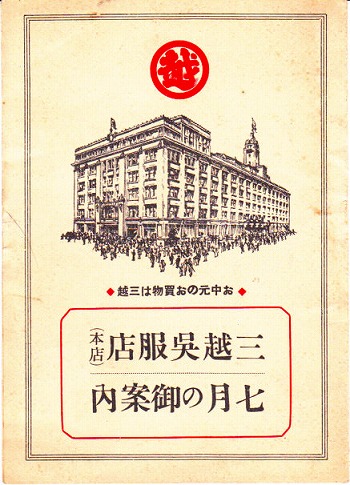 越
お中元のお買物は三越
三越呉服店(本店)
七月の御案内